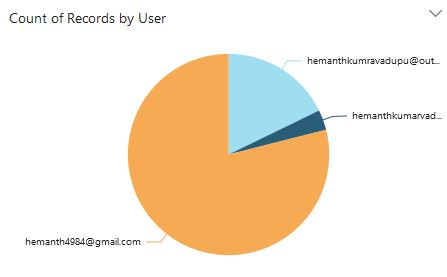 Count of Records by User
hemanthkumravadupu@out...
hemanthkumarvad...
hemanth4984@gmail.com